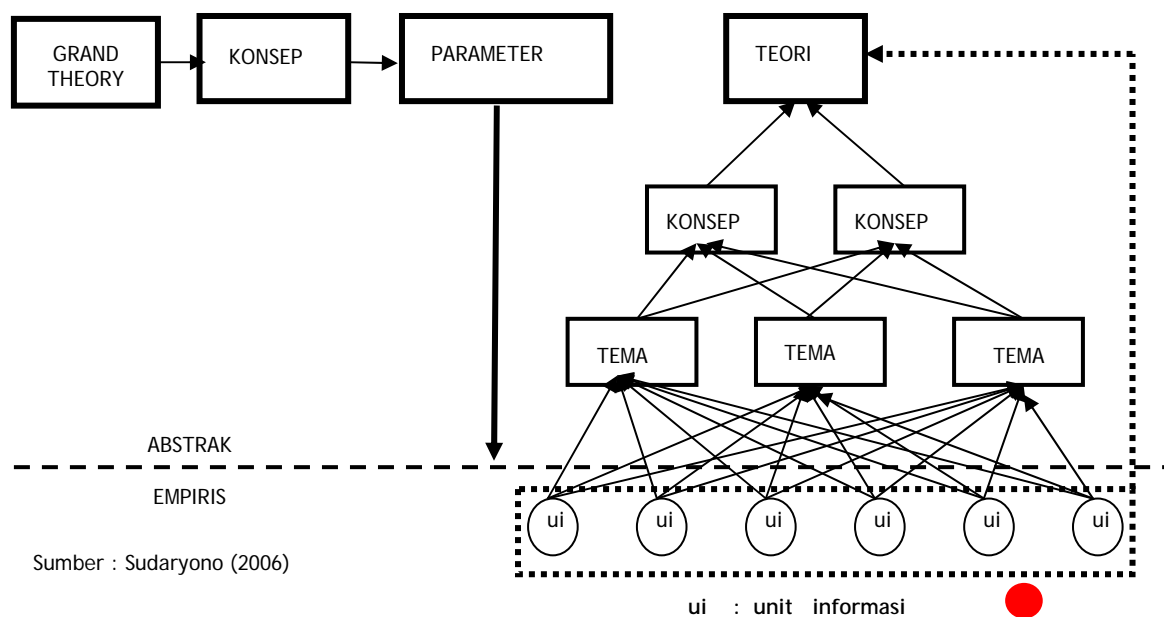 GRAND
THEORY
KONSEP
PARAMETER
TEORI
KONSEP
KONSEP
TEMA
TEMA
TEMA
ABSTRAK
EMPIRIS
ui
ui
ui
ui
ui
ui
Sumber : Sudaryono (2006)
ui : unit informasi